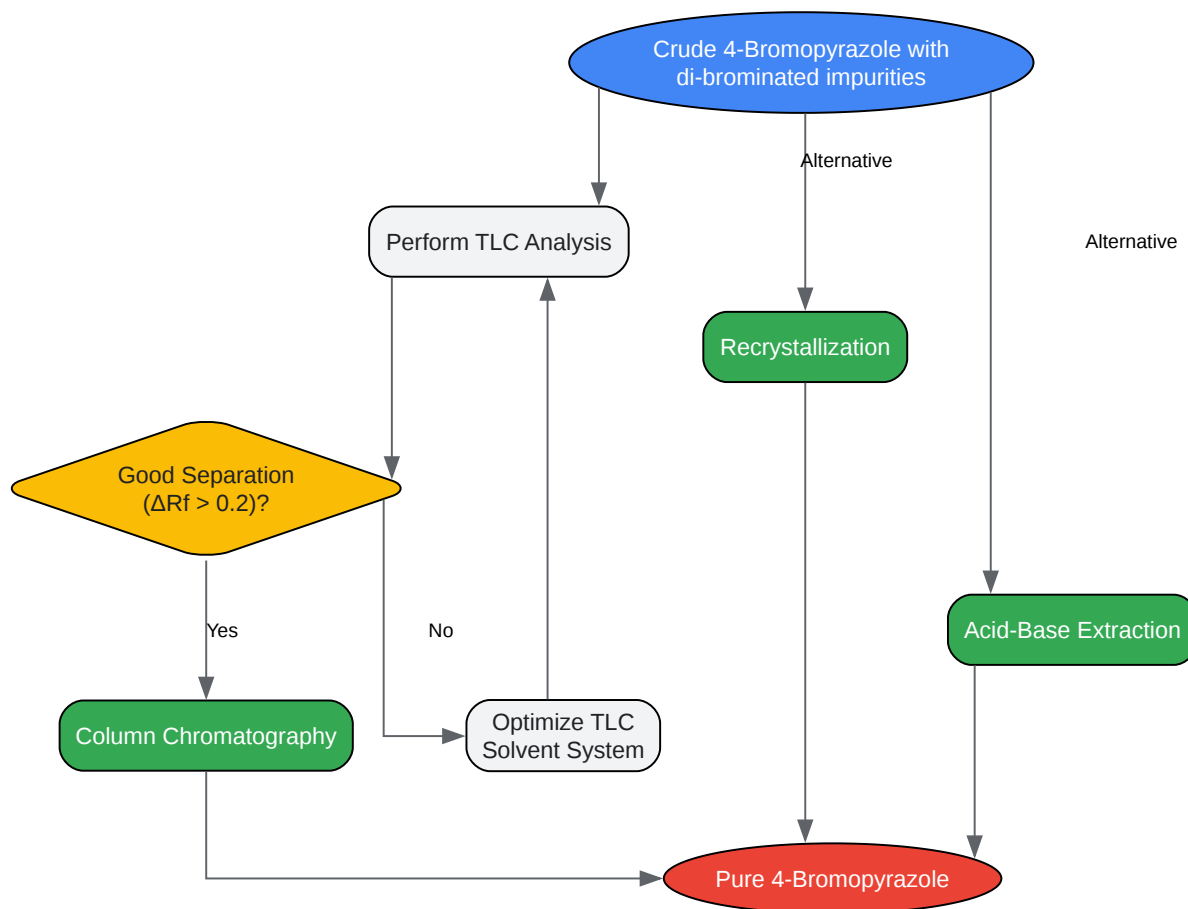 Crude 4-Bromopyrazole with
di-brominated impurities
Alternative
Perform TLC Analysis
Alternative
Recrystallization
Good Separation
(ΔRf > 0.2)?
Yes
No
Acid-Base Extraction
Column Chromatography
Optimize TLC
Solvent System
Pure 4-Bromopyrazole